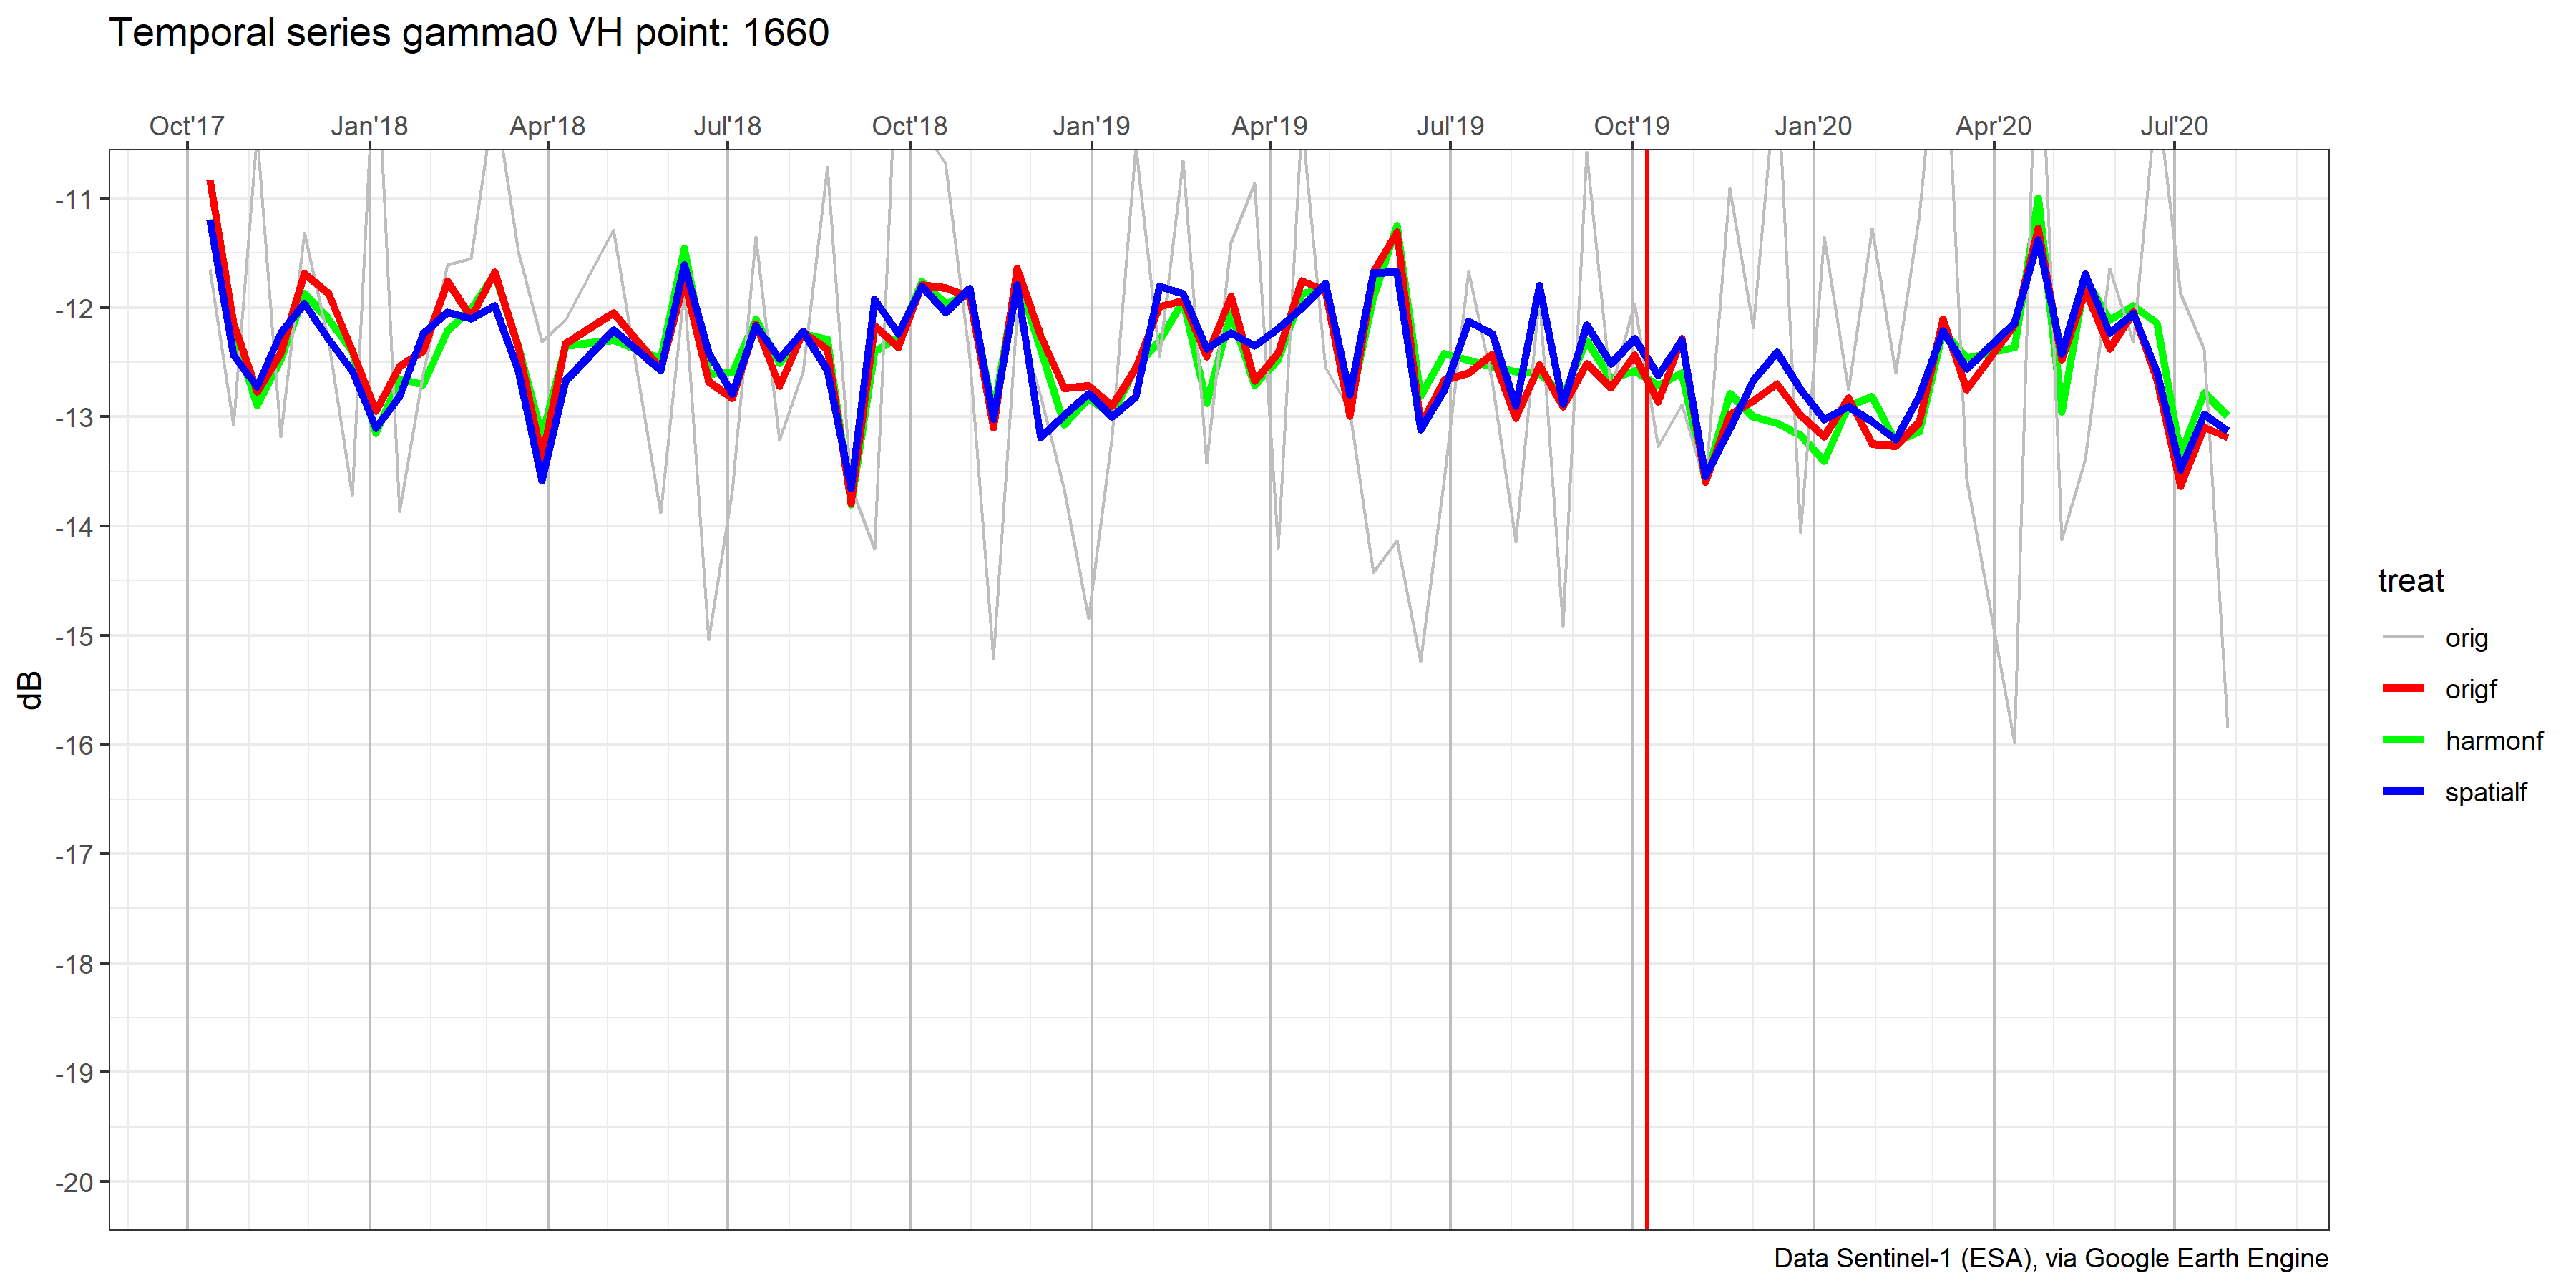 Temporal series gamma0 VH point: 1660
Oct'17 Jan'18 Apr'18 Jul'18 Oct'18 Jan'19 Apr'19 Jul'19 Oct'19 Jan'20 Apr'20 Jul'20
-11
-12
-13
-14
-15
-16
-17
-18
-19
-20
dB
treat
orig
origf
harmonf
spatialf
Data Sentinel-1 (ESA), via Google Earth Engine